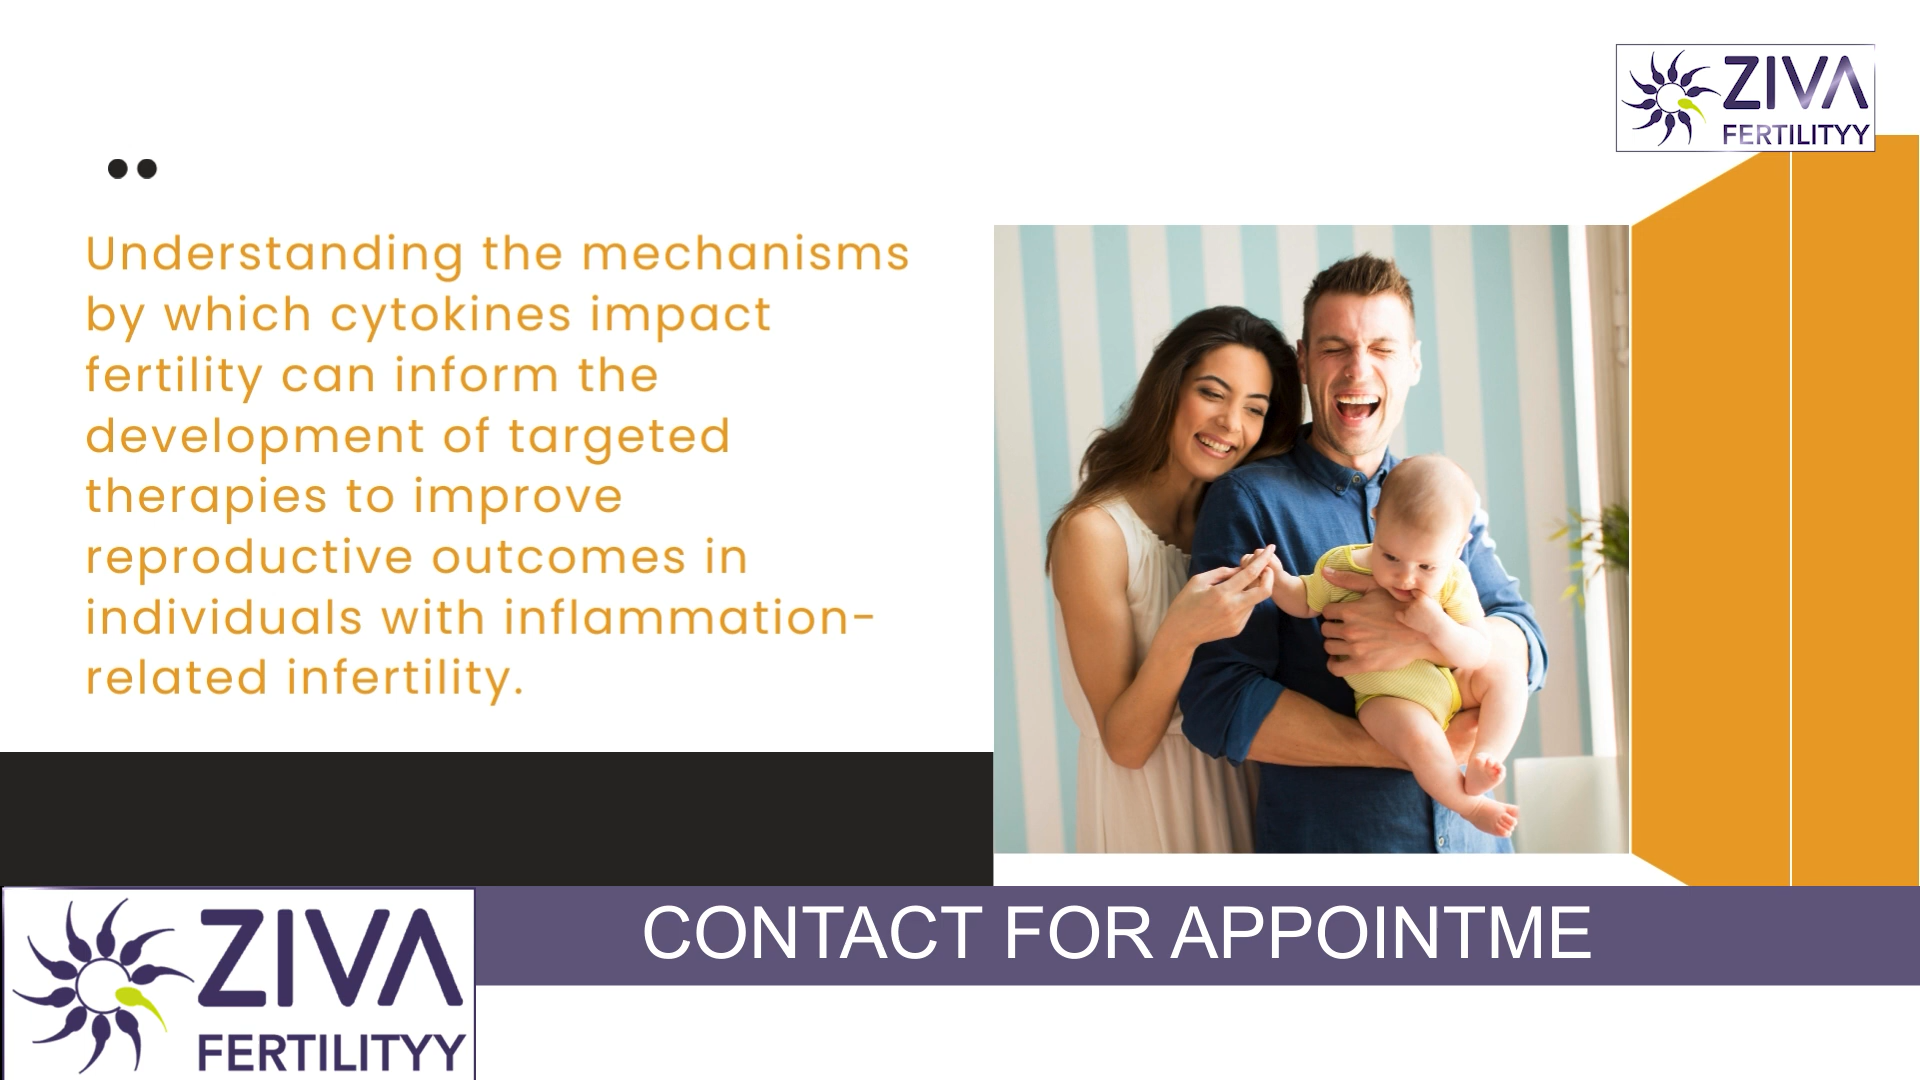 ZIVA
FERTILITYY
Understanding the mechanisms
by which cytokines impact
fertility can inform the
development of targeted
therapies to improve
reproductive outcomes in
individuals with inflammation-
related infertility.
CONTACT FOR APPOINTME
ZIVA
FERTILITYY